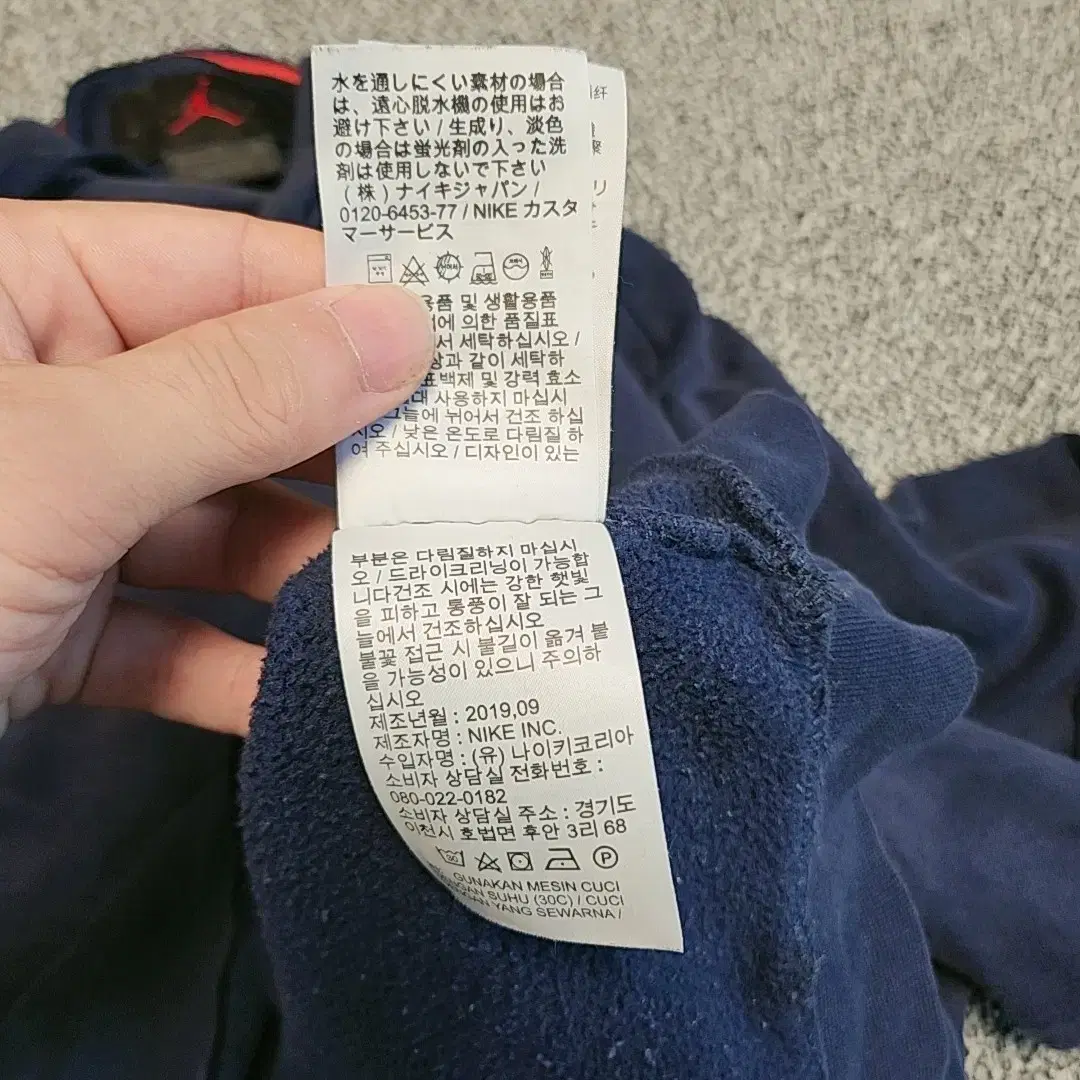 水を通しにくい素材の場合
は、遠心脱水機の使用はお
避け下さい / 生成り、淡色
の場合は蛍光剤の入った洗
剤は使用しないで下さい
(株)ナイキジャパン /
0120-6453-77 / NIKE カスタ
マーサービス
용품 및 생활용품
에 의한 품질표
서 세탁하십시오 /
같이 세탁하
표백제 및 강력 효소
사용하지 마십시
그늘에 뉘어서 건조 하십
시오 / 낮은 온도로 다림질 하
여 주십시오 / 디자인이 있는
부분은 다림질하지 마십시
오 / 드라이크리닝이 가능합
니다건조 시에는 강한 햇빛
을 피하고 통풍이 잘 되는 그
늘에서 건조하십시오
불꽃 접근 시 불길이 옮겨 붙
을 가능성이 있으니 주의하
십시오
제조년월 : 2019,09
제조자명 : NIKE INC.
수입자명 : (유) 나이키코리아
소비자 상담실 전화번호 :
080-022-0182
소비자 상담실 주소 : 경기도
이천시 호법면 후안 3리 68
30 P
GUNAKAN MESIN CUCI
SUHU (30C) / CUCI
YANG SEWARNA /